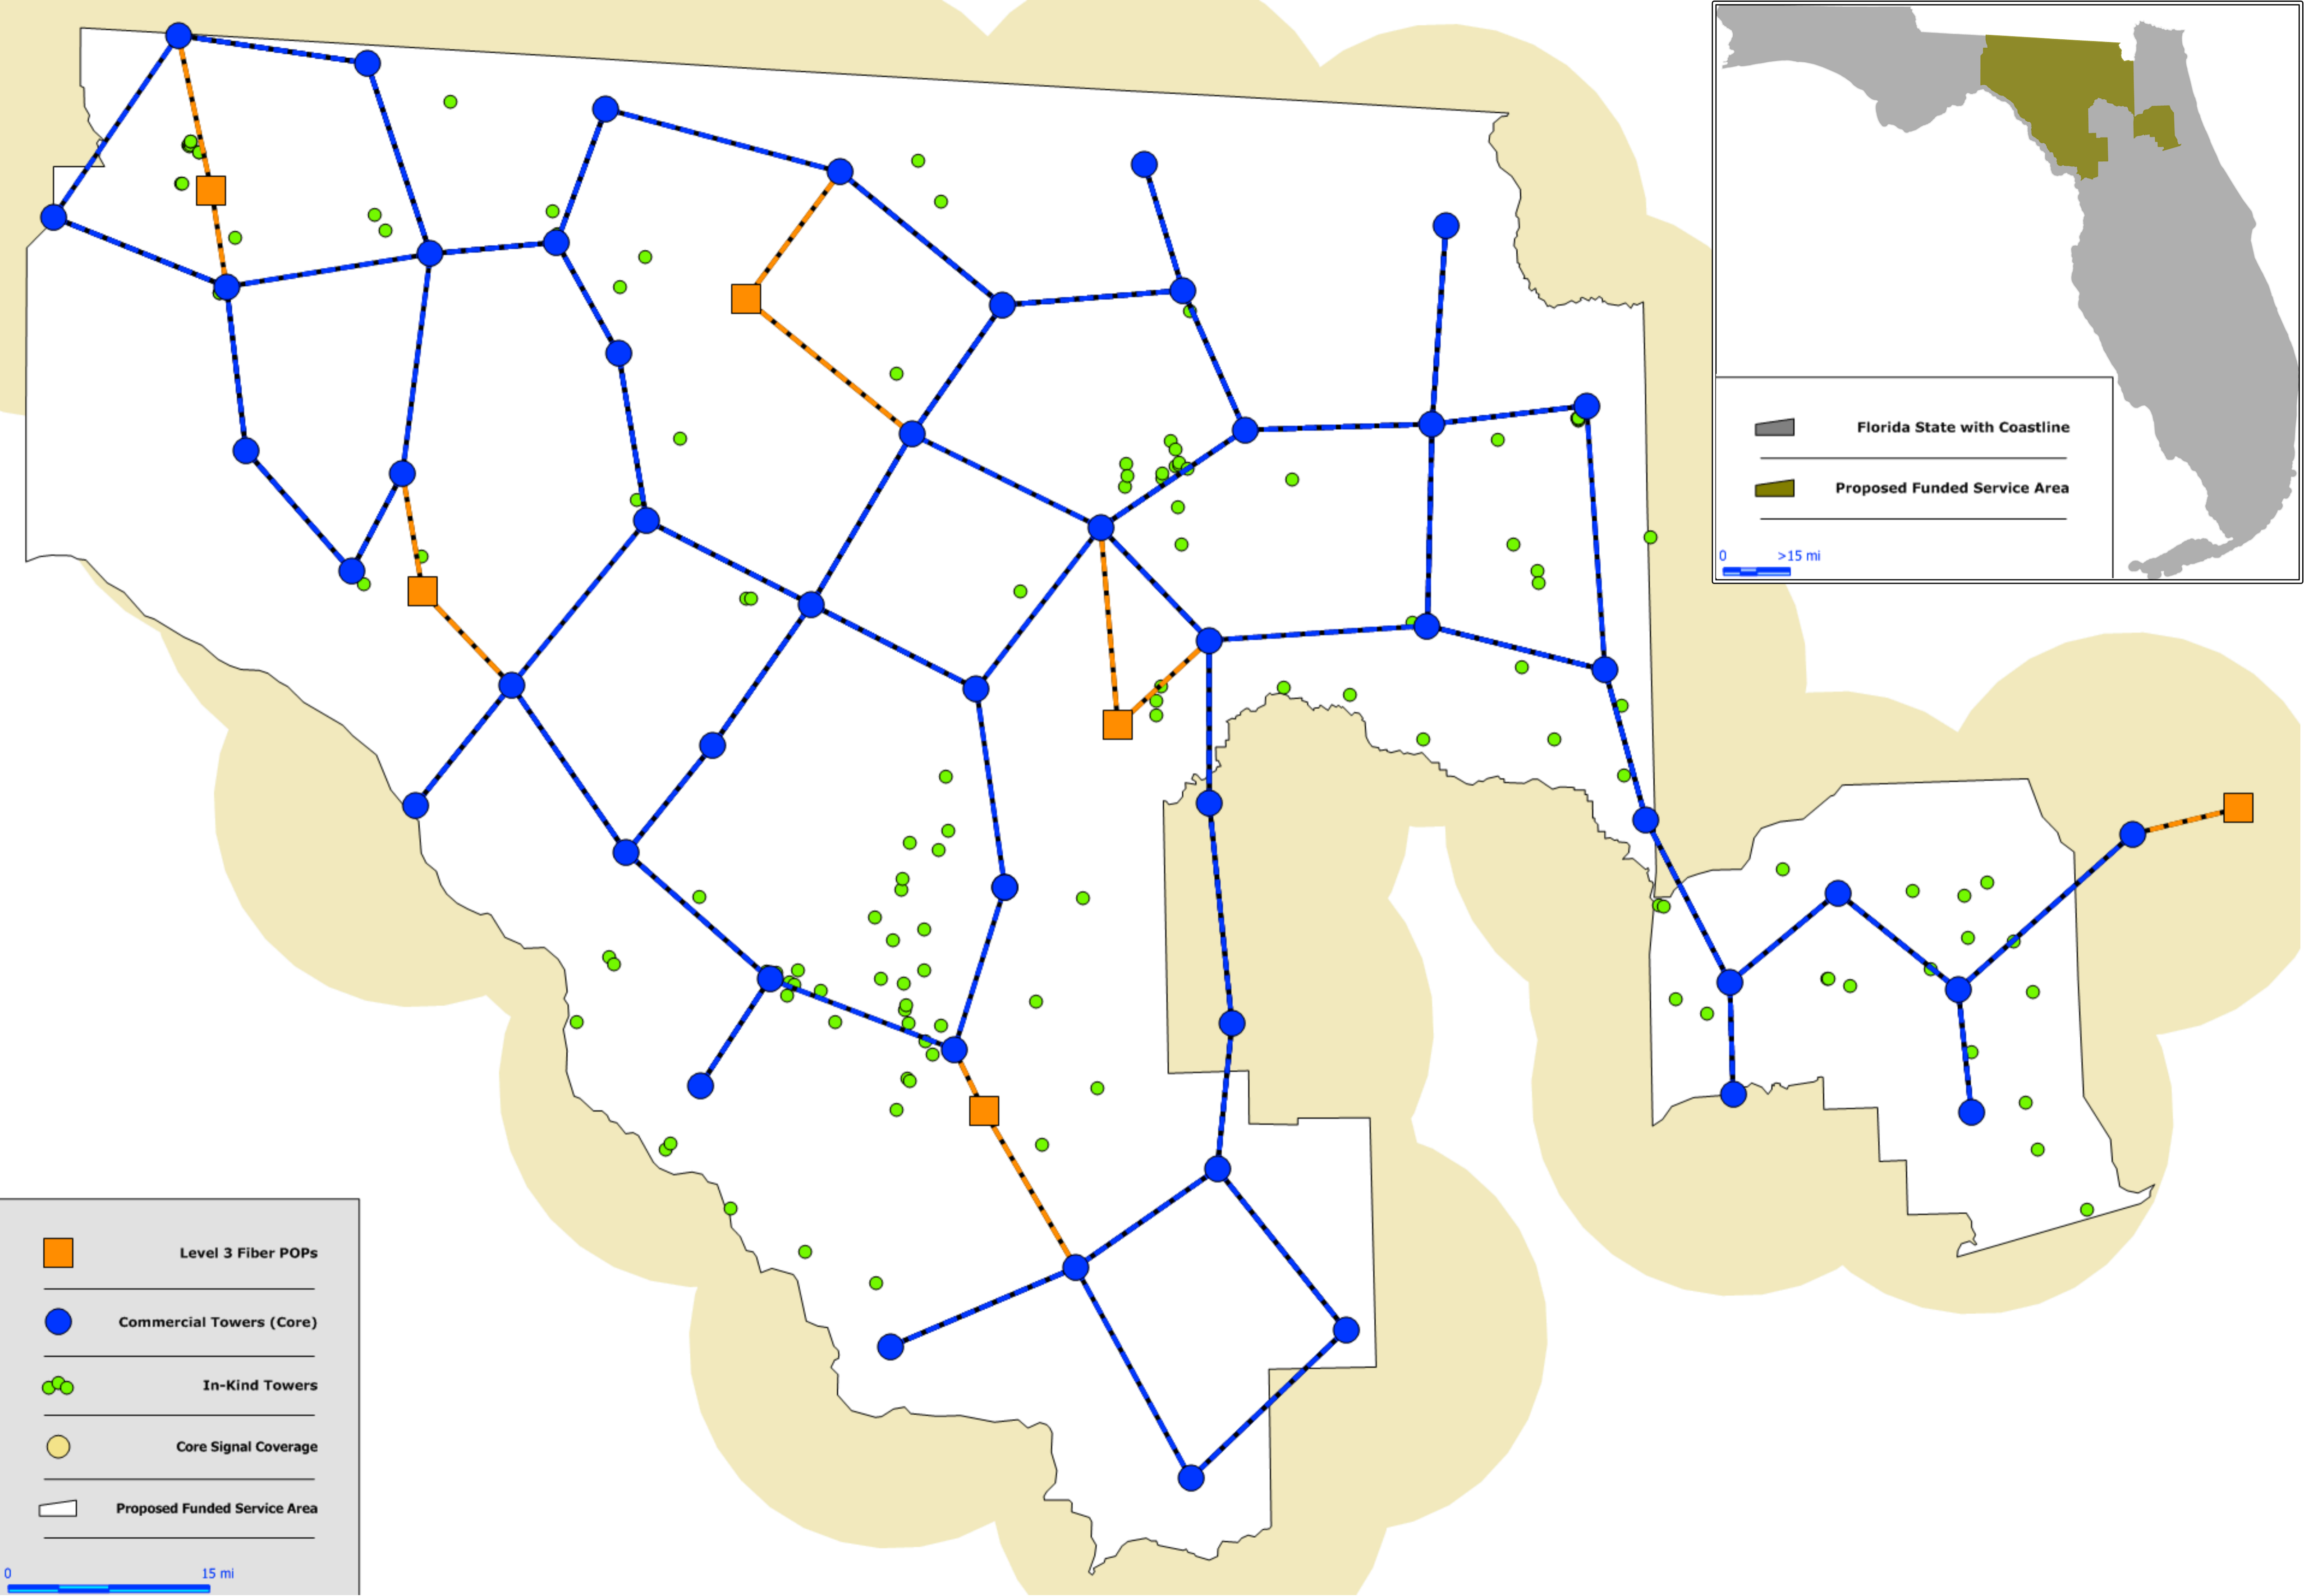 Florida State with Coastline
Proposed Funded Service Area
0 >15 mi
Level 3 Fiber POPs
Commercial Towers (Core)
In-Kind Towers
Core Signal Coverage
Proposed Funded Service Area
0 15 mi